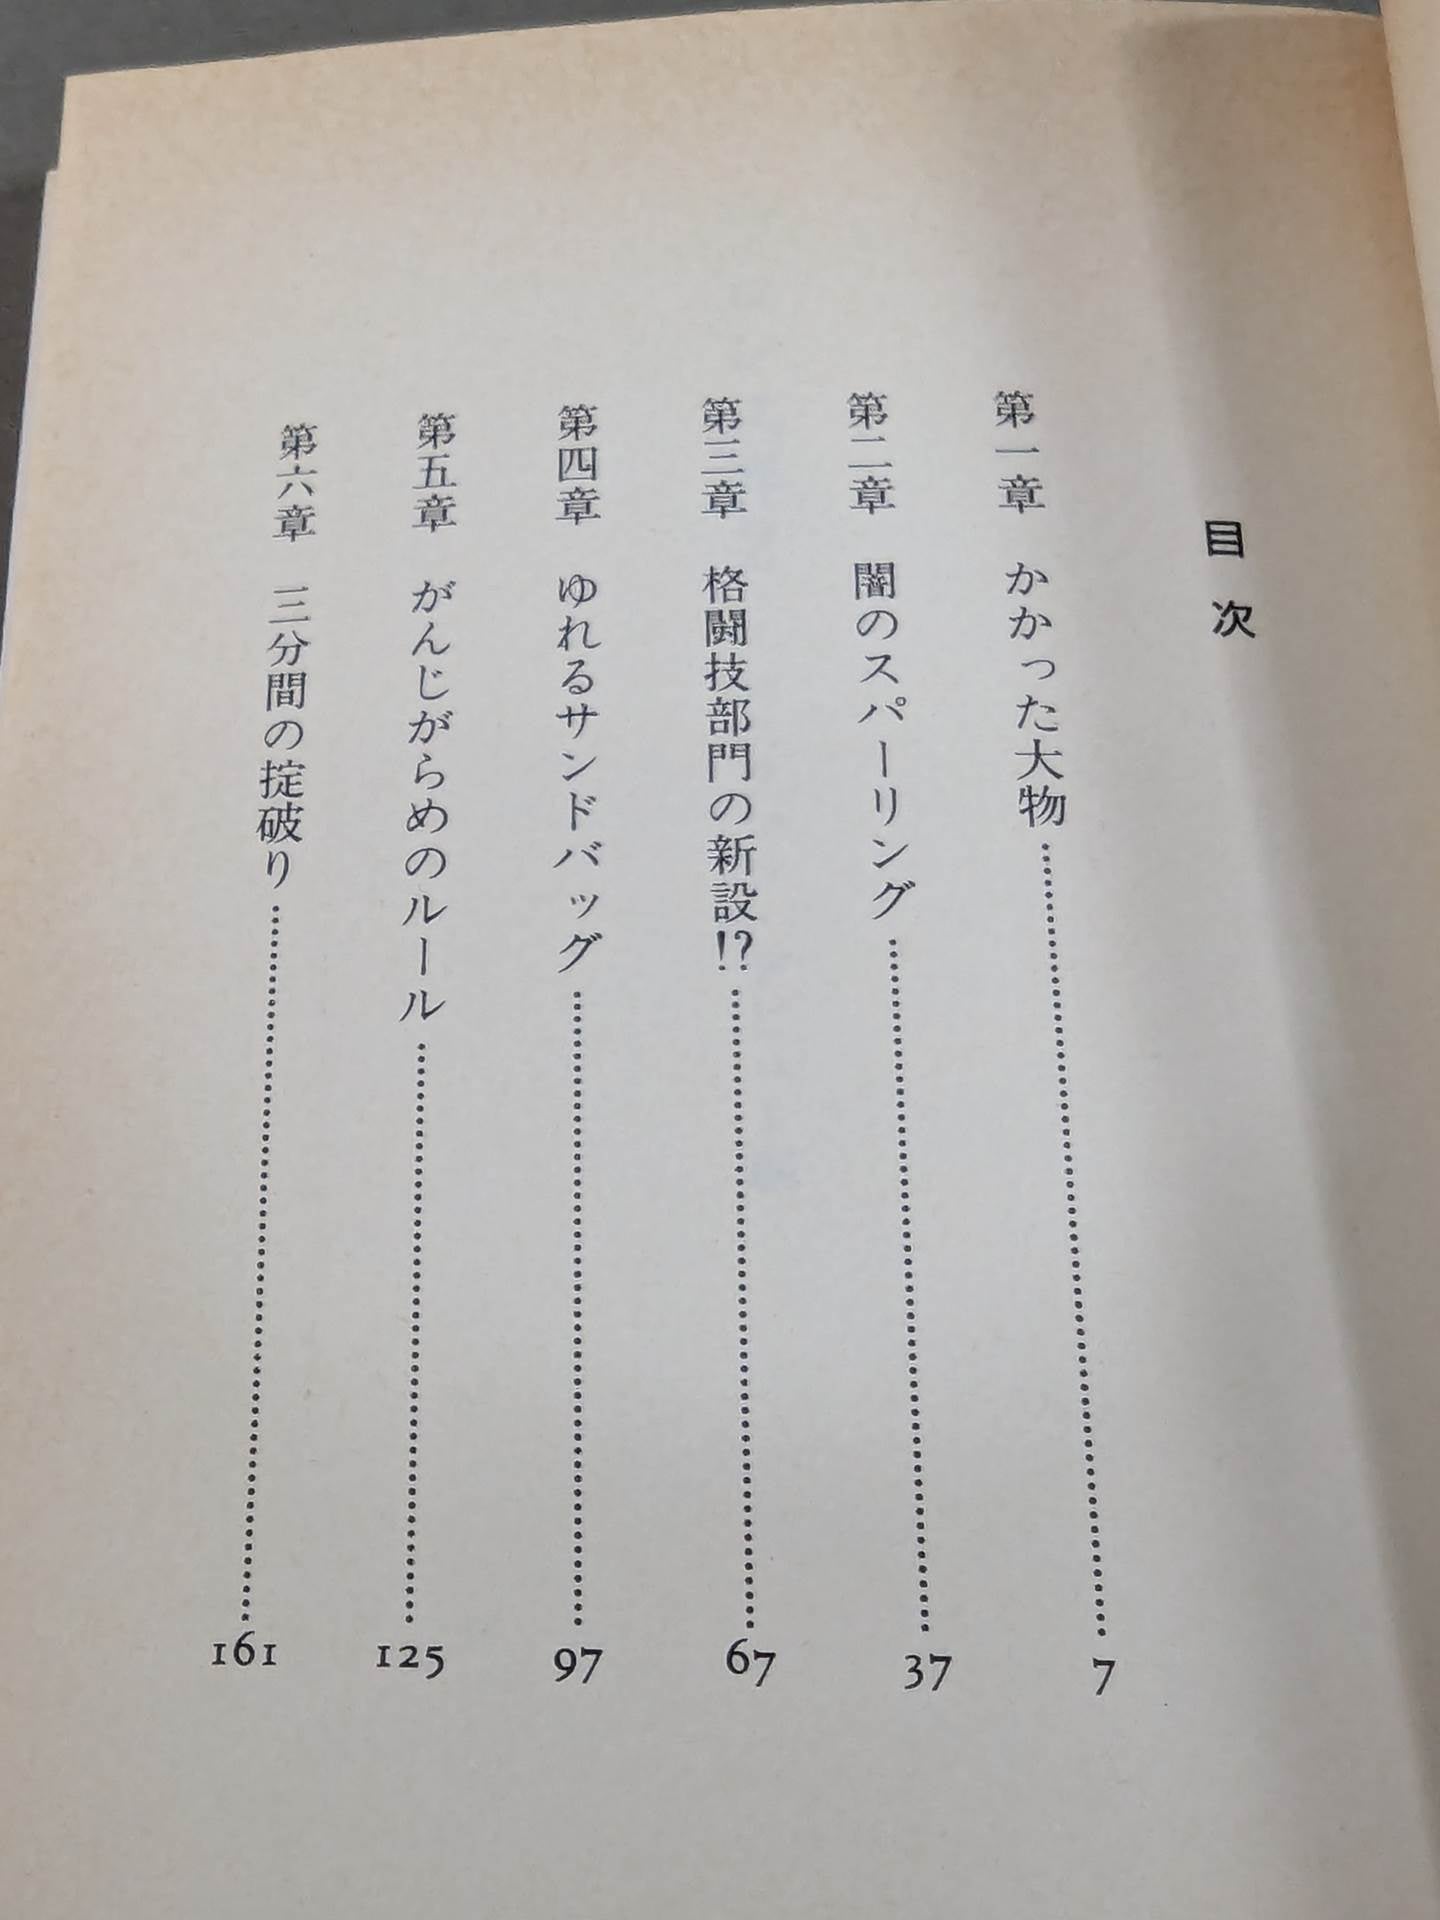 目次
第一章 かかった大物……………………7
第二章 闇のスパーリング……………………37
第三章 格闘技部門の新設!?……………………67
第四章 ゆれるサンドバッグ……………………97
第五章 がんじがらめのルール……………………125
第六章 三分間の掟破り……………………161